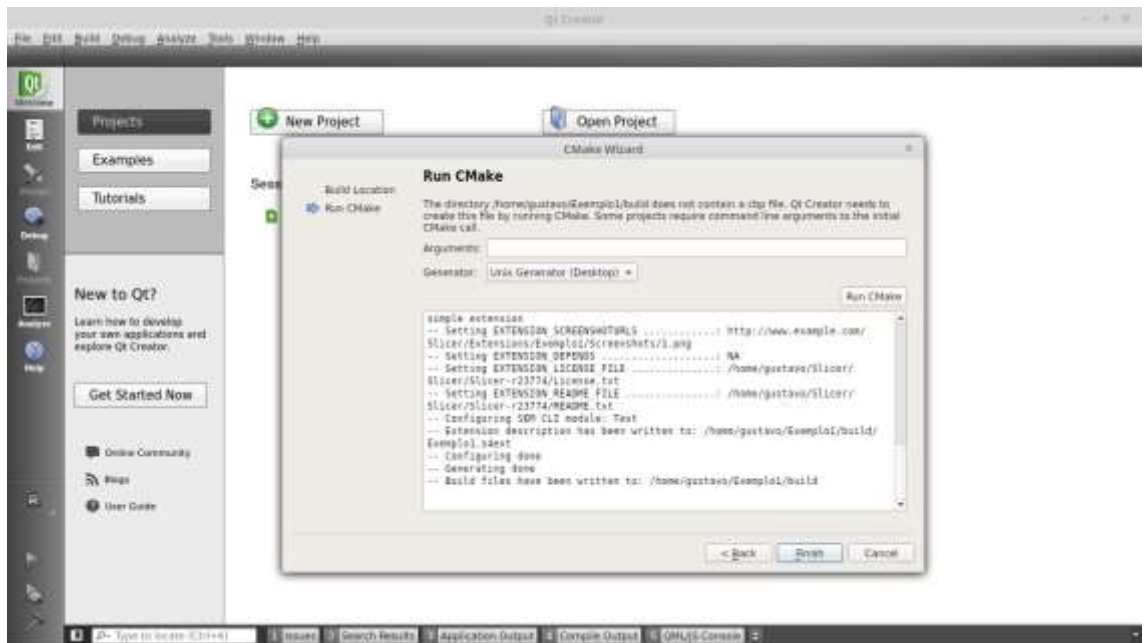 Qt Creator
File Edit Build Debug Analyze Tools Window Help
Welcome
Edit
Debug
Analyze
Help
Projects
Examples
Tutorials
New to Qt?
Learn how to develop
your own applications and
explore Qt Creator.
Get Started Now
Online Community
Blogs
User Guide
New Project
Open Project
Sess
CMake Wizard
Build Location
Run CMake
Run CMake
The directory /home/gustavo/Exemplo1/build does not contain a cbp file. Qt Creator needs to
create this file by running CMake. Some projects require command line arguments to the initial
CMake call.
Arguments:
Generator: Unix Generator (Desktop)
Run CMake
simple extension
-- Setting EXTENSION_SCREENSHOTURLS ............: http://www.example.com/
Slicer/Extensions/Exemplo1/Screenshots/1.png
-- Setting EXTENSION_DEPENDS ...................: NA
-- Setting EXTENSION_LICENSE_FILE ..............: /home/gustavo/Slicer/
Slicer/Slicer-r23774/License.txt
-- Setting EXTENSION_README_FILE ...............: /home/gustavo/Slicer/
Slicer/Slicer-r23774/README.txt
-- Configuring SEM CLI module: Test
-- Extension description has been written to: /home/gustavo/Exemplo1/build/
Exemplo1.s4ext
-- Configuring done
-- Generating done
-- Build files have been written to: /home/gustavo/Exemplo1/build
< Back
Finish
Cancel
Type to locate (Ctrl+K)
1 Issues 2 Search Results 3 Application Output 4 Compile Output 5 QML/JS Console